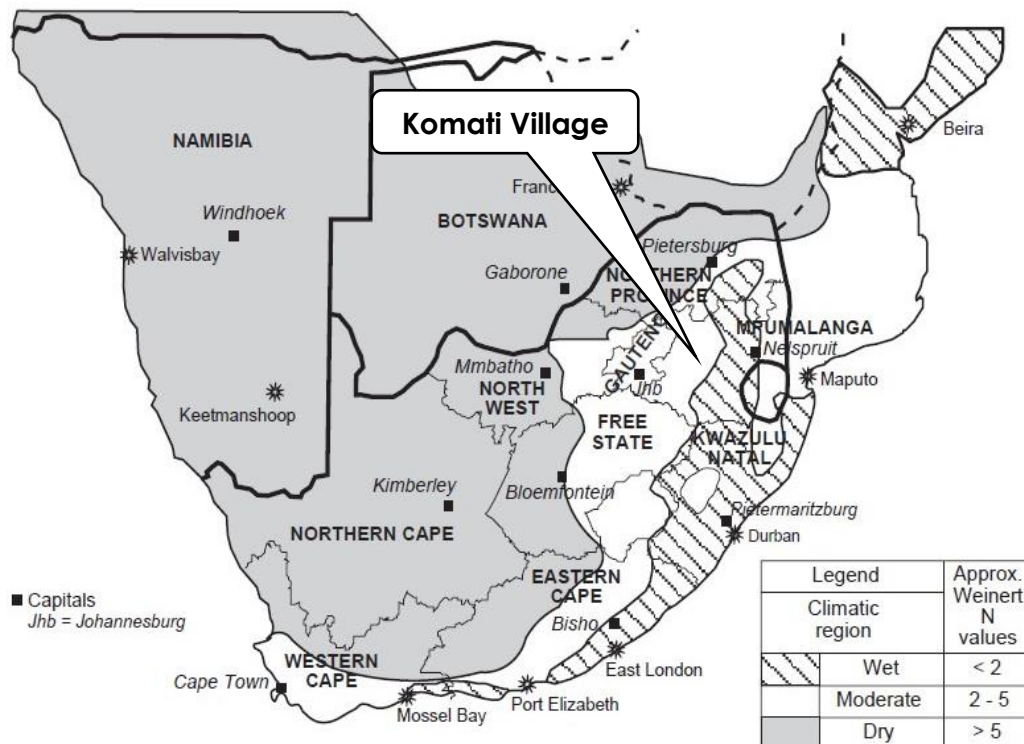 Komati Village
NAMIBIA
Beira
Windhoek
Franc
BOTSWANA
Walvisbay
Pietersburg
Gaborone
NORTHERN
PROVINCE
MPUMALANGA
GAUTENG
Nelspruit
Mmbatho
Jhb
Maputo
NORTH
WEST
Keetmanshoop
FREE
STATE
KWAZULU
NATAL
Kimberley
Bloemfontein
Pietermaritzburg
NORTHERN CAPE
Durban
EASTERN
CAPE
■ Capitals
Jhb = Johannesburg
Bisho
WESTERN
CAPE
East London
Cape Town
Port Elizabeth
Mossel Bay
Legend
Approx.
Weinert
N
values
Climatic
region
Wet < 2
Moderate 2 - 5
Dry > 5